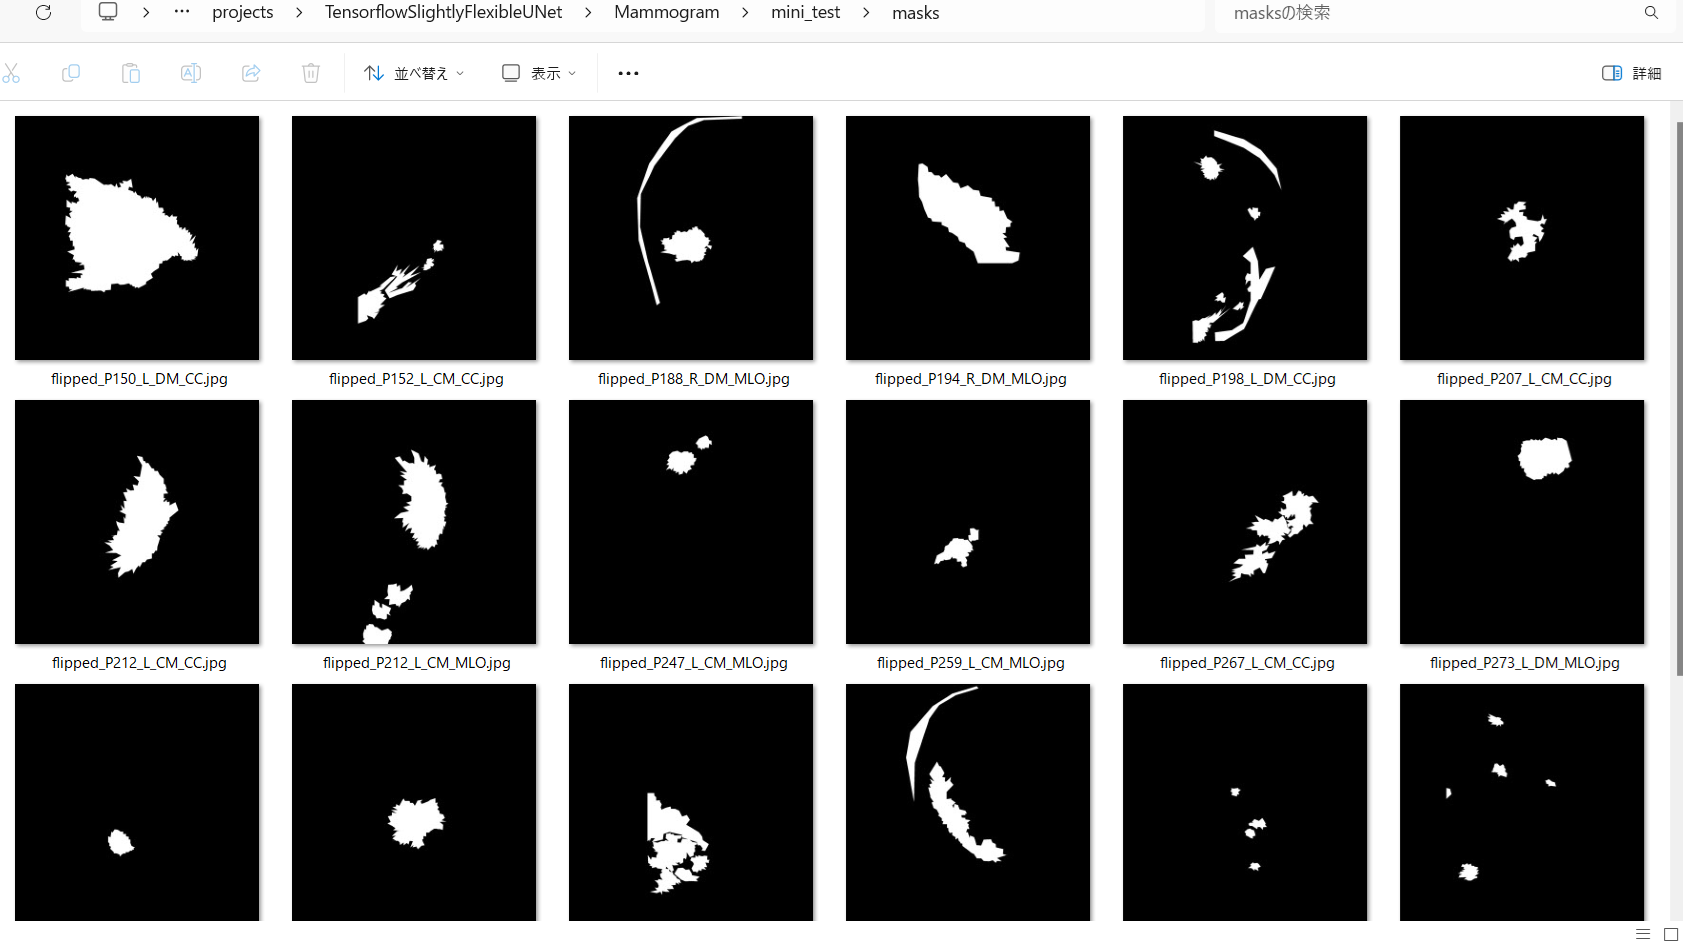 projects > TensorflowSlightlyFlexibleUNet > Mammogram > mini_test > masks
masksの検索
並べ替え
表示
詳細
flipped_P150_L_DM_CC.jpg
flipped_P152_L_CM_CC.jpg
flipped_P188_R_DM_MLO.jpg
flipped_P194_R_DM_MLO.jpg
flipped_P198_L_DM_CC.jpg
flipped_P207_L_CM_CC.jpg
flipped_P212_L_CM_CC.jpg
flipped_P212_L_CM_MLO.jpg
flipped_P247_L_CM_MLO.jpg
flipped_P259_L_CM_MLO.jpg
flipped_P267_L_CM_CC.jpg
flipped_P273_L_DM_MLO.jpg